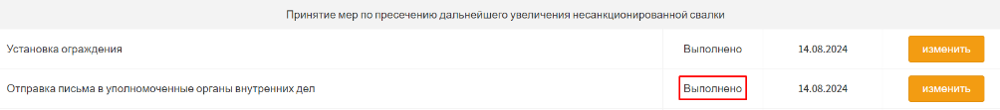 Принятие мер по пресечению дальнейшего увеличения несанкционированной свалки
Установка ограждения Выполнено 14.08.2024 изменить
Отправка письма в уполномоченные органы внутренних дел Выполнено 14.08.2024 изменить